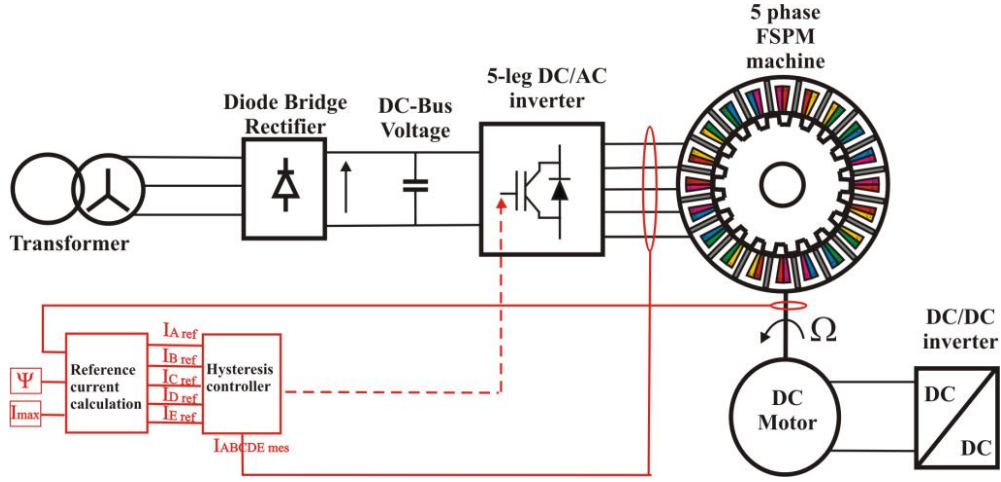 5 phase
FSPM
machine
5-leg DC/AC
inverter
DC-Bus
Voltage
Diode Bridge
Rectifier
Transformer
Ω
DC/DC
inverter
DC
DC
DC
Motor
Ψ
Imax
Reference
current
calculation
IA ref
IB ref
IC ref
ID ref
IE ref
Hysteresis
controller
IABCDE mes